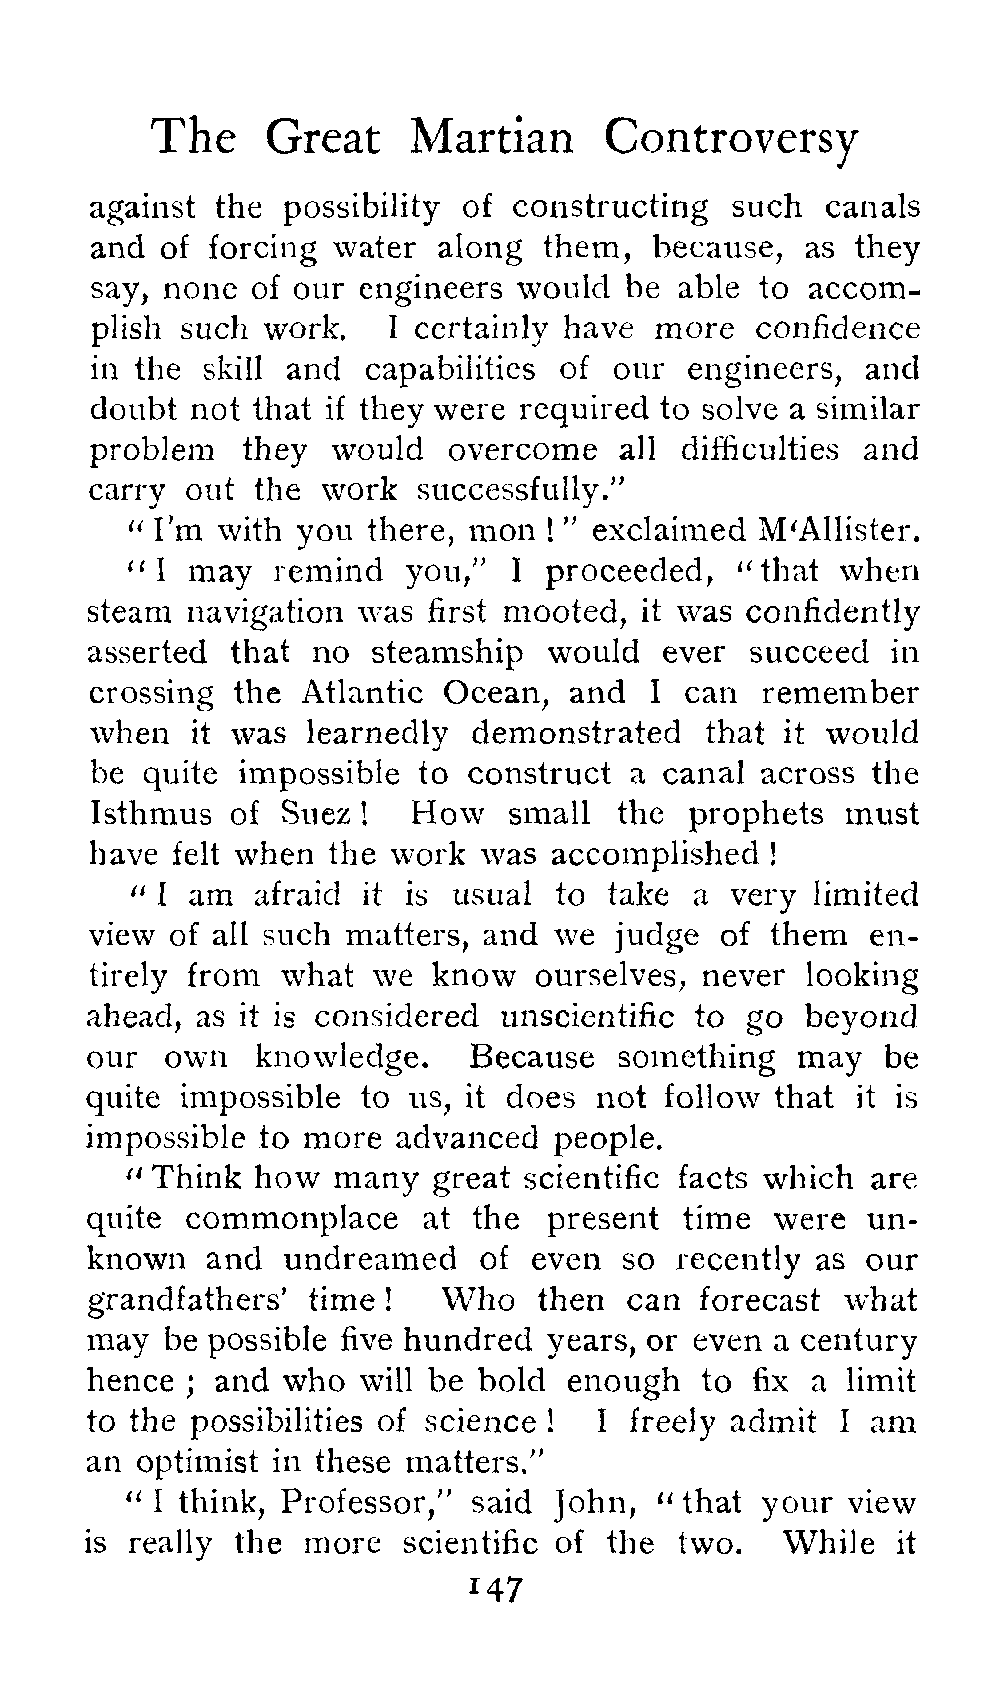 The Great Martian Controversy
against the possibility of constructing such canals
and of forcing water along them, because, as they
say, none of our engineers would be able to accom-
plish such work. I certainly have more confidence
in the skill and capabilities of our engineers, and
doubt not that if they were required to solve a similar
problem they would overcome all difficulties and
carry out the work successfully."
"I'm with you there, mon!" exclaimed M'Allister.
"I may remind you," I proceeded, "that when
steam navigation was first mooted, it was confidently
asserted that no steamship would ever succeed in
crossing the Atlantic Ocean, and I can remember
when it was learnedly demonstrated that it would
be quite impossible to construct a canal across the
Isthmus of Suez! How small the prophets must
have felt when the work was accomplished!
"I am afraid it is usual to take a very limited
view of all such matters, and we judge of them en-
tirely from what we know ourselves, never looking
ahead, as it is considered unscientific to go beyond
our own knowledge. Because something may be
quite impossible to us, it does not follow that it is
impossible to more advanced people.
"Think how many great scientific facts which are
quite commonplace at the present time were un-
known and undreamed of even so recently as our
grandfathers' time! Who then can forecast what
may be possible five hundred years, or even a century
hence; and who will be bold enough to fix a limit
to the possibilities of science! I freely admit I am
an optimist in these matters."
"I think, Professor," said John, "that your view
is really the more scientific of the two. While it
147